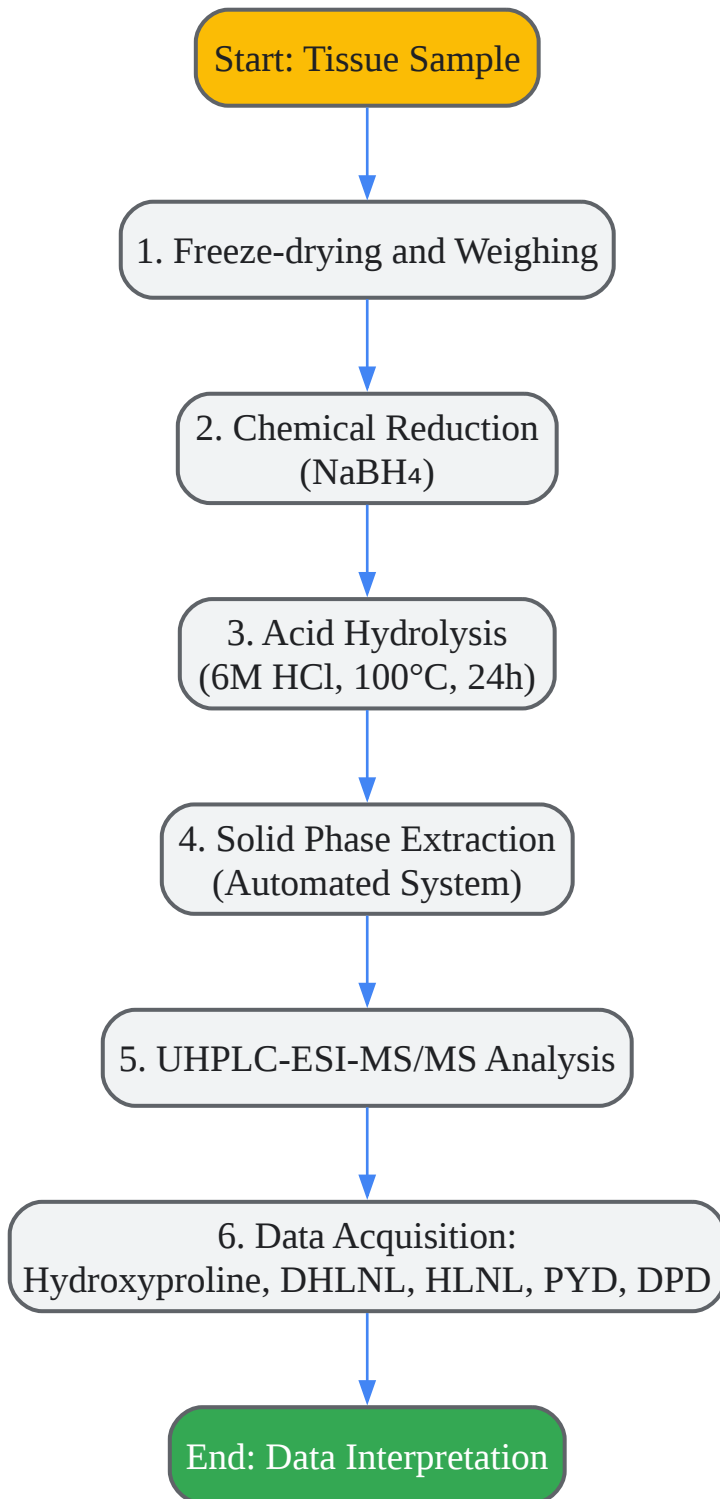 Start: Tissue Sample
1. Freeze-drying and Weighing
2. Chemical Reduction
(NaBH₄)
3. Acid Hydrolysis
(6M HCl, 100°C, 24h)
4. Solid Phase Extraction
(Automated System)
5. UHPLC-ESI-MS/MS Analysis
6. Data Acquisition:
Hydroxyproline, DHLNL, HLNL, PYD, DPD
End: Data Interpretation